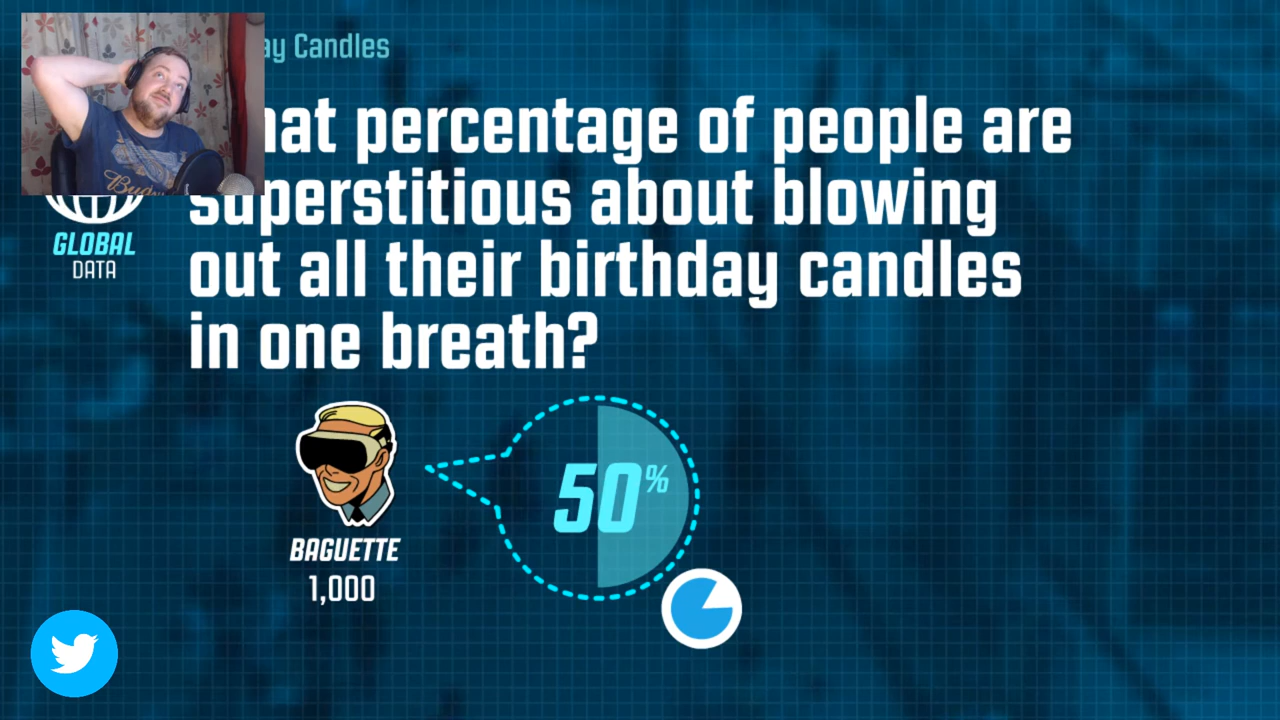 ay Candles
hat percentage of people are
superstitious about blowing
out all their birthday candles
in one breath?
GLOBAL
DATA
50%
BAGUETTE
1,000